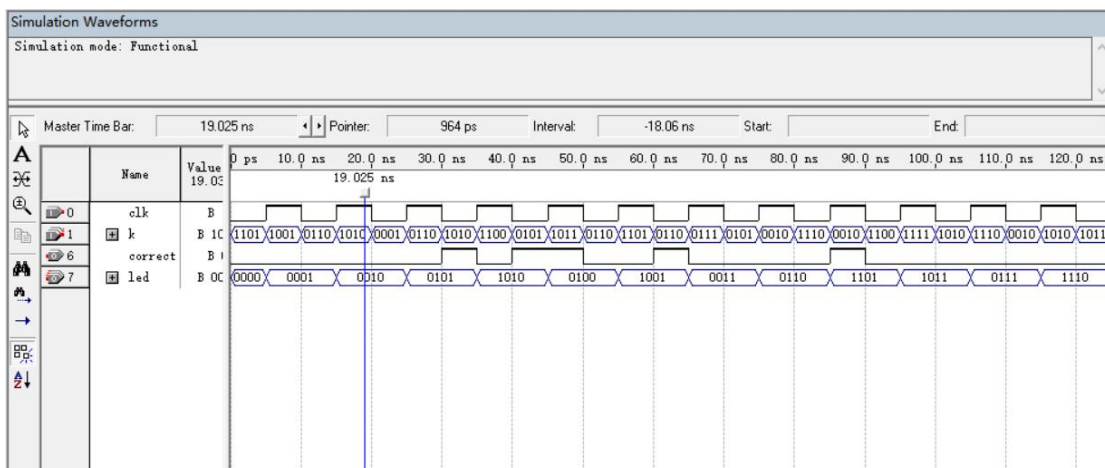 Simulation Waveforms
Simulation mode: Functional
Master Time Bar: 19.025 ns Pointer: 964 ps Interval: -18.06 ns Start: End:
Name Value 19.03 0 ps 10.0 ns 20.0 ns 30.0 ns 40.0 ns 50.0 ns 60.0 ns 70.0 ns 80.0 ns 90.0 ns 100.0 ns 110.0 ns 120.0 ns
19.025 ns
0 clk B
1 k B 10 1101 1001 0110 1010 0001 0110 1010 1100 0101 1011 0110 1101 0110 0111 0101 0010 1110 0010 1100 1111 1010 1110 0010 1010 1011
6 correct B
7 led B 00 0000 0001 0010 0101 1010 0100 1001 0011 0110 1101 1011 0111 1110